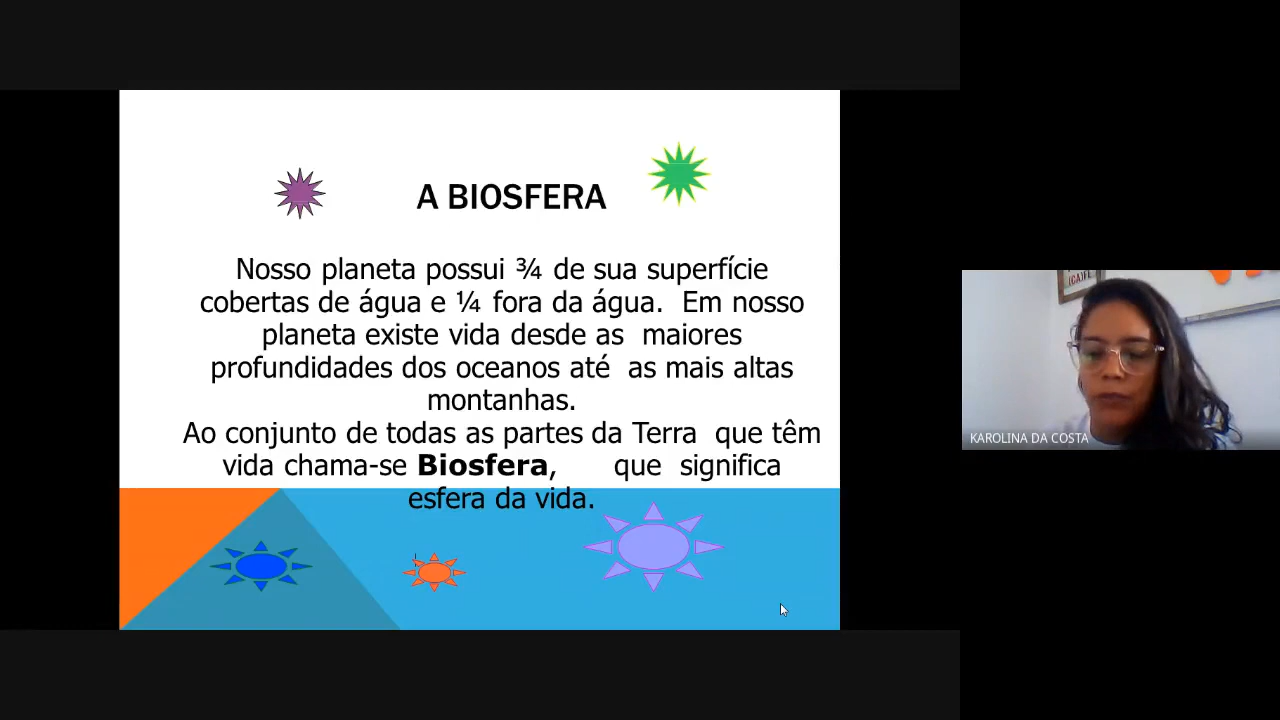 A BIOSFERA
Nosso planeta possui ¾ de sua superfície
cobertas de água e ¼ fora da água. Em nosso
planeta existe vida desde as maiores
profundidades dos oceanos até as mais altas
montanhas.
Ao conjunto de todas as partes da Terra que têm
vida chama-se Biosfera, que significa
esfera da vida.
KAROLINA DA COSTA